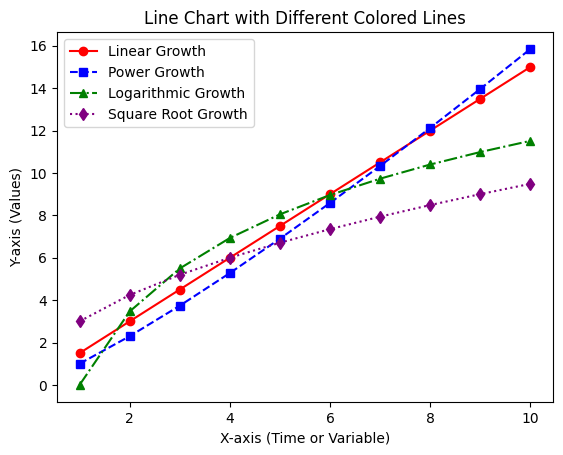 Line Chart with Different Colored Lines
Linear Growth
Power Growth
Logarithmic Growth
Square Root Growth
16
14
12
10
8
6
4
2
0
Y-axis (Values)
2 4 6 8 10
X-axis (Time or Variable)